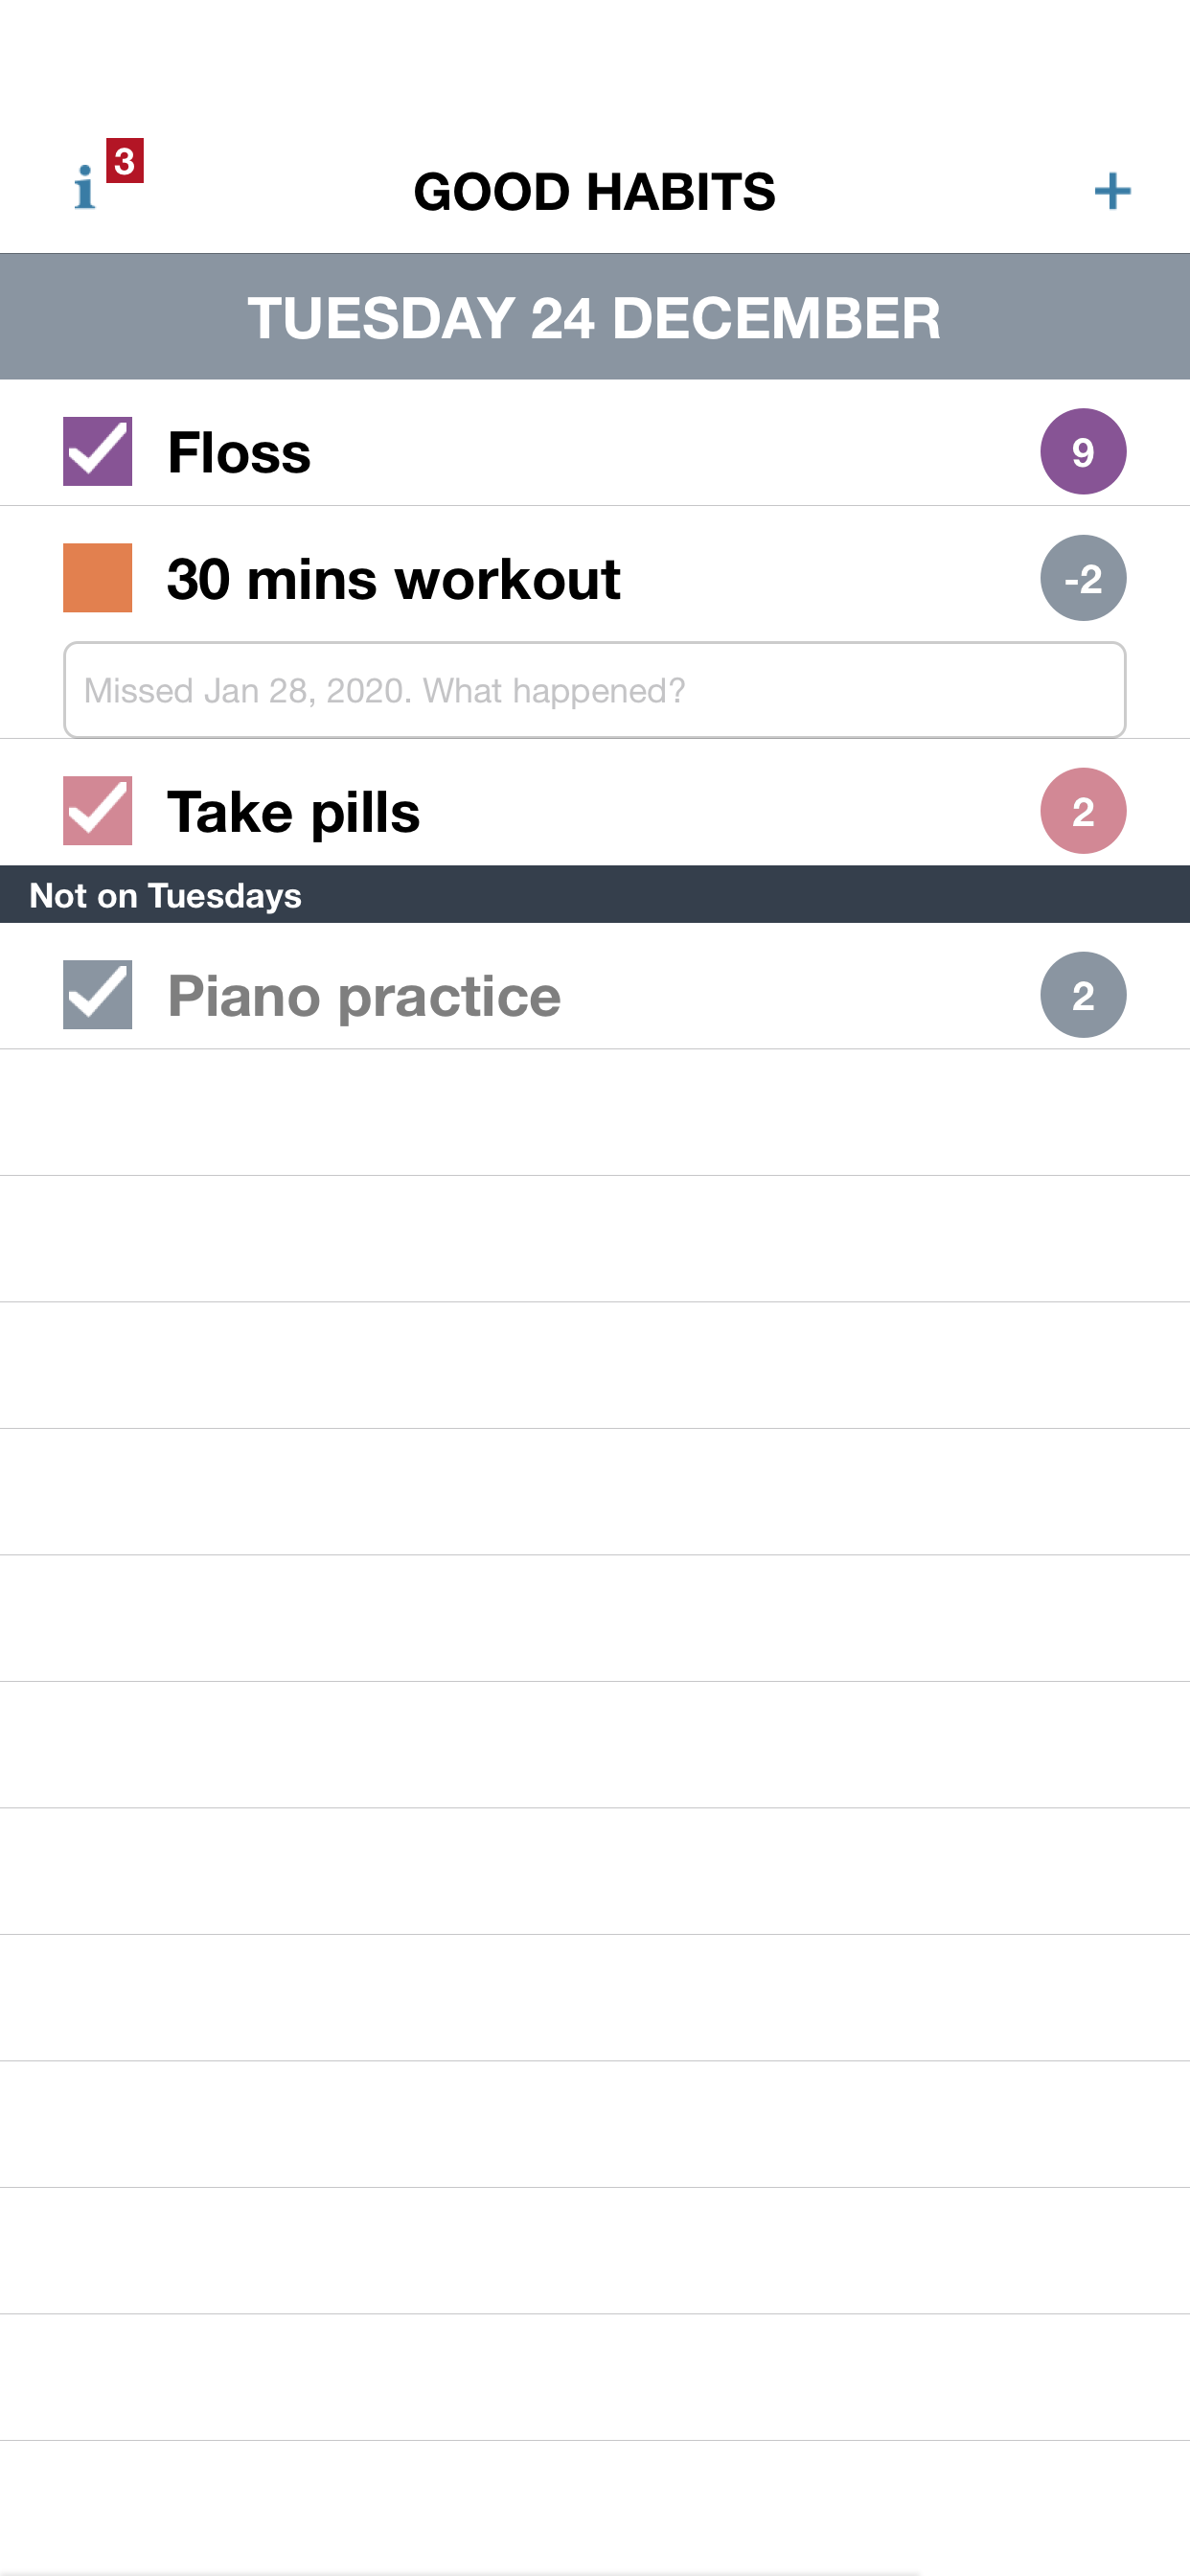 i 3
GOOD HABITS
+
TUESDAY 24 DECEMBER
Floss 9
30 mins workout -2
Missed Jan 28, 2020. What happened?
Take pills 2
Not on Tuesdays
Piano practice 2